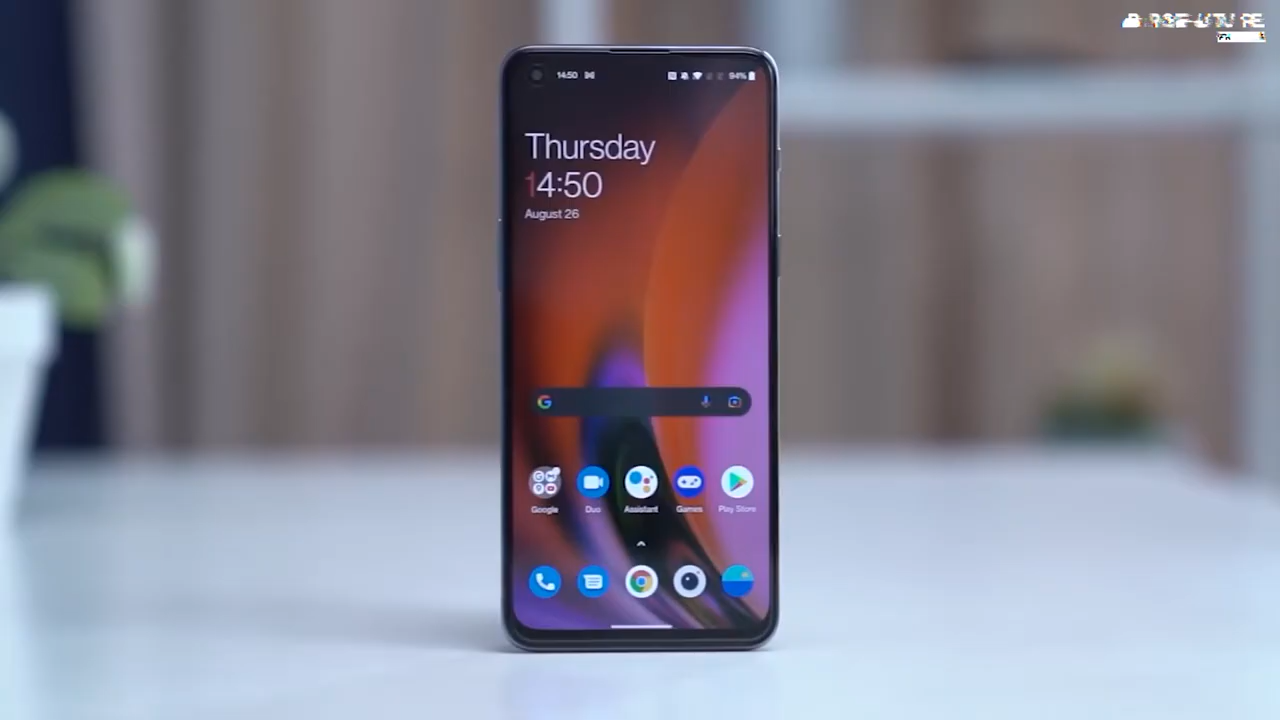 14:50
94%
Thursday
14:50
August 26
Google
Duo
Assistant
Games
Play Store